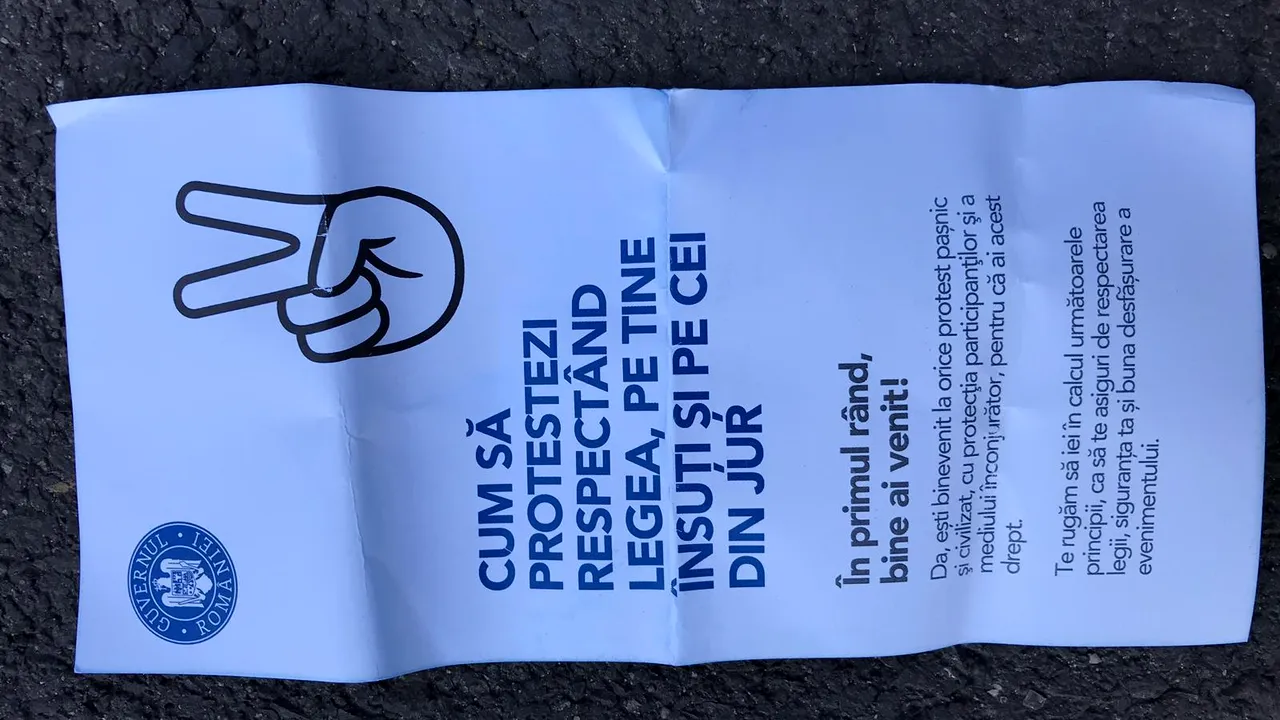 GUVERNUL ROMÂNIEI
CUM SĂ
PROTESTEZI
RESPECTÂND
LEGEA, PE TINE
ÎNSUȚI ȘI PE CEI
DIN JUR
În primul rând,
bine ai venit!
Da, ești binevenit la orice protest pașnic
și civilizat, cu protecția participanților și a
mediului înconjurător, pentru că ai acest
drept.
Te rugăm să iei în calcul următoarele
principii, ca să te asiguri de respectarea
legii, siguranța ta și buna desfășurare a
evenimentului.